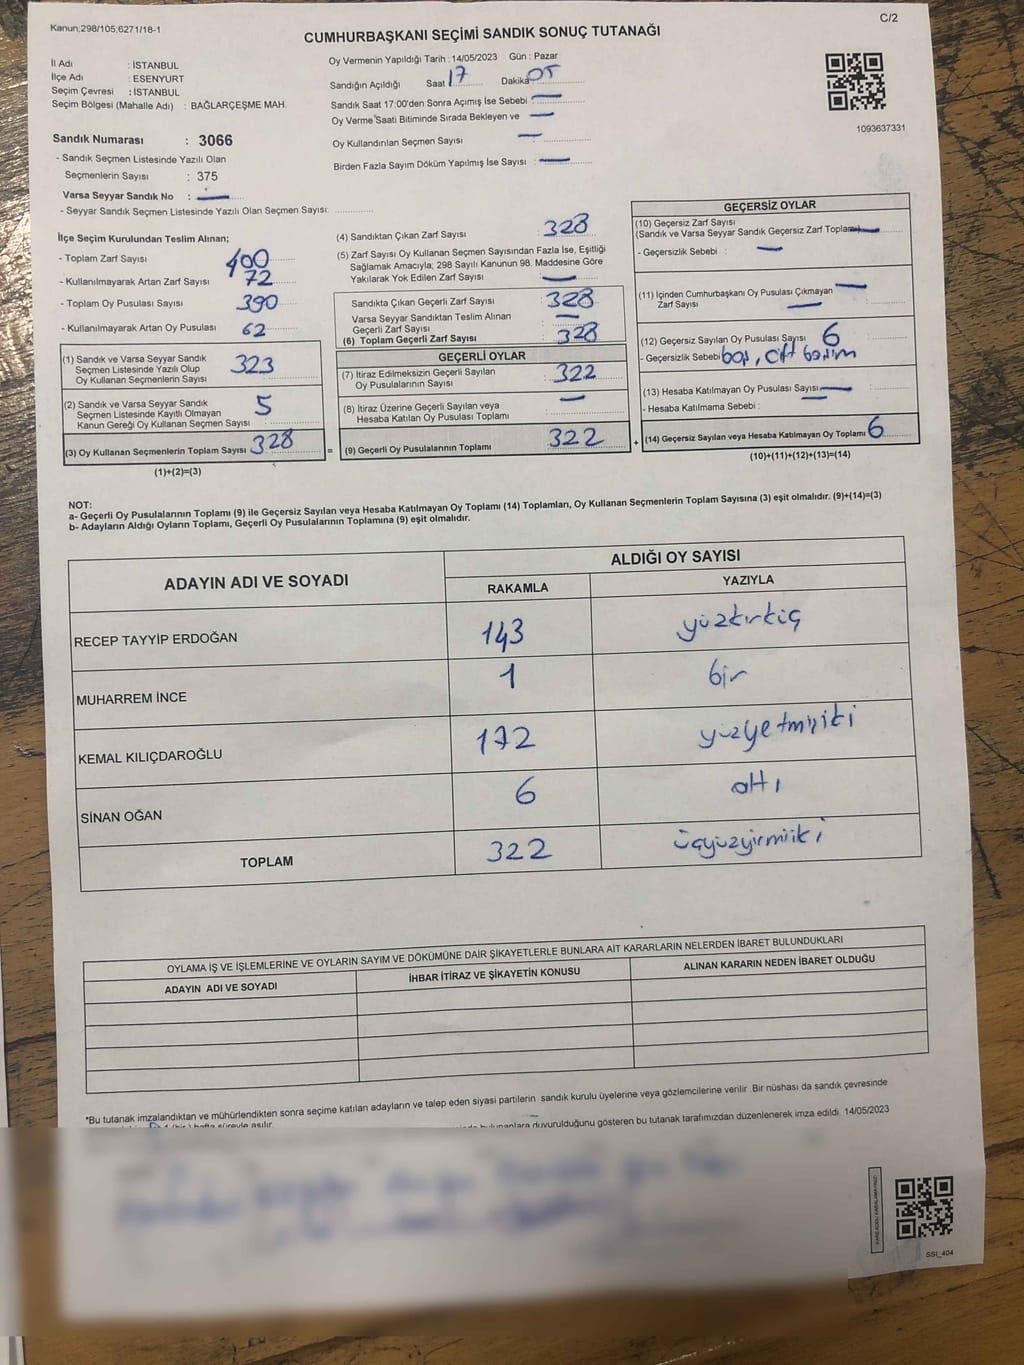 Kanun;298/105;6271/18-1
C/2
CUMHURBAŞKANI SEÇİMİ SANDIK SONUÇ TUTANAĞI
İl Adı : İSTANBUL
İlçe Adı : ESENYURT
Seçim Çevresi : İSTANBUL
Seçim Bölgesi (Mahalle Adı) : BAĞLARÇEŞME MAH.
Oy Vermenin Yapıldığı Tarih : 14/05/2023 Gün : Pazar
Sandığın Açıldığı Saat 17 Dakika 05
Sandık Saat 17:00'den Sonra Açımış İse Sebebi : —
Oy Verme Saati Bitiminde Sırada Bekleyen ve —
Oy Kullandırılan Seçmen Sayısı —
Birden Fazla Sayım Döküm Yapılmış İse Sayısı : —
1093637331
Sandık Numarası : 3066
- Sandık Seçmen Listesinde Yazılı Olan
Seçmenlerin Sayısı : 375
Varsa Seyyar Sandık No : —
- Seyyar Sandık Seçmen Listesinde Yazılı Olan Seçmen Sayısı:
İlçe Seçim Kurulundan Teslim Alınan;
- Toplam Zarf Sayısı 400
- Kullanılmayarak Artan Zarf Sayısı 72
- Toplam Oy Pusulası Sayısı 390
- Kullanılmayarak Artan Oy Pusulası 62
(1) Sandık ve Varsa Seyyar Sandık
Seçmen Listesinde Yazılı Olup
Oy Kullanan Seçmenlerin Sayısı 323
(2) Sandık ve Varsa Seyyar Sandık
Seçmen Listesinde Kayıtlı Olmayan
Kanun Gereği Oy Kullanan Seçmen Sayısı 5
(3) Oy Kullanan Seçmenlerin Toplam Sayısı 328
(1)+(2)=(3)
(4) Sandıktan Çıkan Zarf Sayısı 328
(5) Zarf Sayısı Oy Kullanan Seçmen Sayısından Fazla İse, Eşitliği
Sağlamak Amacıyla; 298 Sayılı Kanunun 98. Maddesine Göre
Yakılarak Yok Edilen Zarf Sayısı —
Sandıkta Çıkan Geçerli Zarf Sayısı : 328
Varsa Seyyar Sandıktan Teslim Alınan
Geçerli Zarf Sayısı : —
(6) Toplam Geçerli Zarf Sayısı : 328
GEÇERLİ OYLAR
(7) İtiraz Edilmeksizin Geçerli Sayılan
Oy Pusulalarının Sayısı : 322
(8) İtiraz Üzerine Geçerli Sayılan veya
Hesaba Katılan Oy Pusulası Toplamı : —
= (9) Geçerli Oy Pusulalarının Toplamı 322 +
GEÇERSİZ OYLAR
(10) Geçersiz Zarf Sayısı
(Sandık ve Varsa Seyyar Sandık Geçersiz Zarf Toplamı) —
- Geçersizlik Sebebi : —
(11) İçinden Cumhurbaşkanı Oy Pusulası Çıkmayan —
Zarf Sayısı —
(12) Geçersiz Sayılan Oy Pusulası Sayısı 6
- Geçersizlik Sebebi boş, çift basım
(13) Hesaba Katılmayan Oy Pusulası Sayısı —
- Hesaba Katılmama Sebebi : —
(14) Geçersiz Sayılan veya Hesaba Katılmayan Oy Toplamı 6
(10)+(11)+(12)+(13)=(14)
NOT:
a- Geçerli Oy Pusulalarının Toplamı (9) ile Geçersiz Sayılan veya Hesaba Katılmayan Oy Toplamı (14) Toplamları, Oy Kullanan Seçmenlerin Toplam Sayısına (3) eşit olmalıdır. (9)+(14)=(3)
b- Adayların Aldığı Oyların Toplamı, Geçerli Oy Pusulalarının Toplamına (9) eşit olmalıdır.
ADAYIN ADI VE SOYADI
ALDIĞI OY SAYISI
RAKAMLA YAZIYLA
RECEP TAYYİP ERDOĞAN 143 yüzkırküç
MUHARREM İNCE 1 bir
KEMAL KILIÇDAROĞLU 172 yüzyetmişiki
SİNAN OĞAN 6 altı
TOPLAM 322 üçyüzyirmiiki
OYLAMA İŞ VE İŞLEMLERİNE VE OYLARIN SAYIM VE DÖKÜMÜNE DAİR ŞİKAYETLERLE BUNLARA AİT KARARLARIN NELERDEN İBARET BULUNDUKLARI
ADAYIN ADI VE SOYADI İHBAR İTİRAZ VE ŞİKAYETİN KONUSU ALINAN KARARIN NEDEN İBARET OLDUĞU
*Bu tutanak imzalandıktan ve mühürlendikten sonra seçime katılan adayların ve talep eden siyasi partilerin sandık kurulu üyelerine veya gözlemcilerine verilir. Bir nüshası da sandık çevresinde
1 (bir) hafta süreyle asılır.
bulunanlara duyurulduğunu gösteren bu tutanak tarafımızdan düzenlenerek imza edildi. 14/05/2023
SSI_404